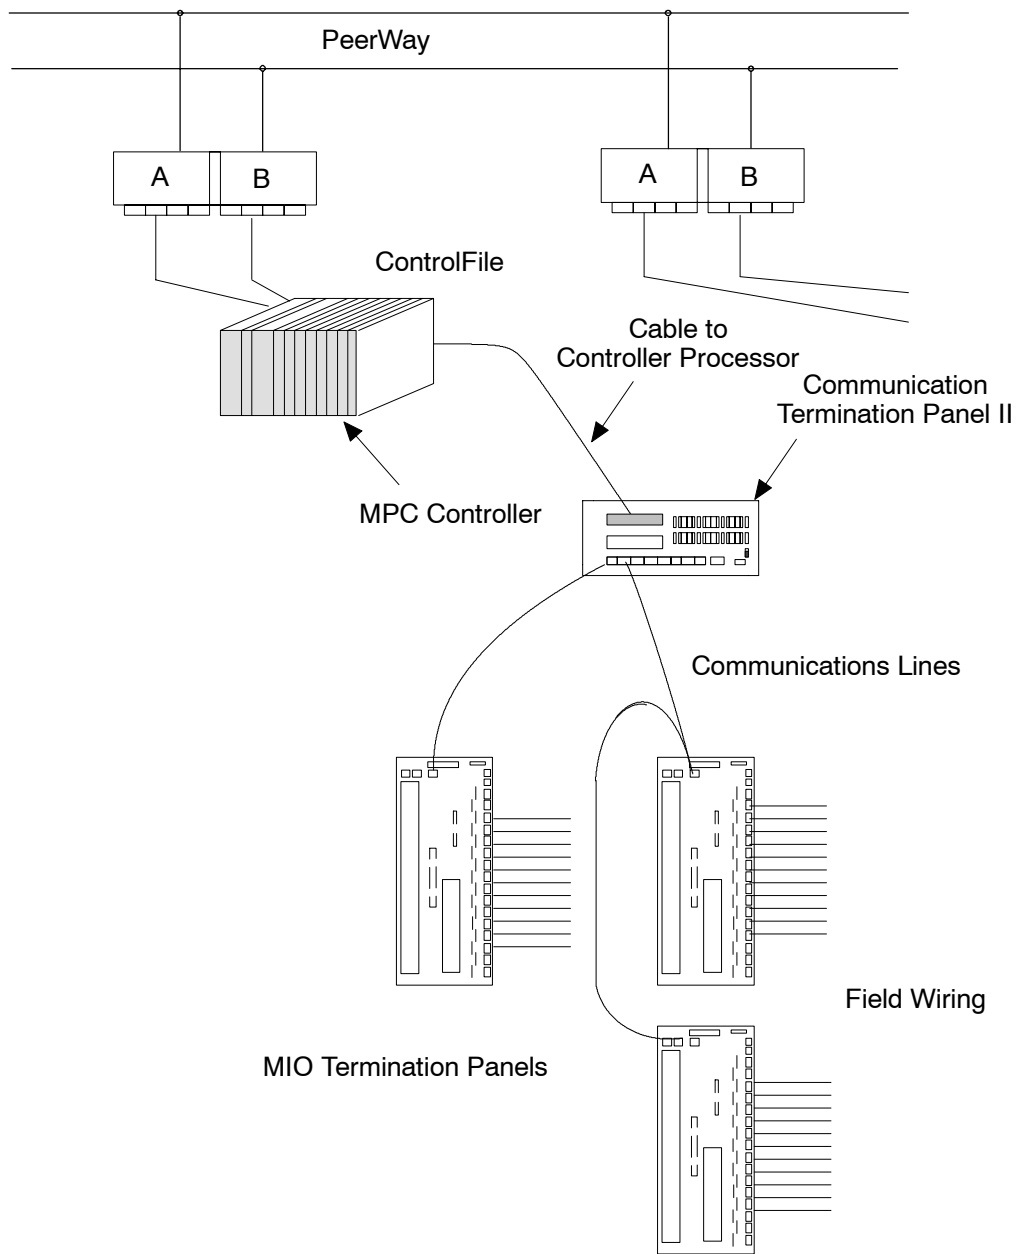 PeerWay
A B
A B
ControlFile
Cable to
Controller Processor
Communication
Termination Panel II
MPC Controller
Communications Lines
Field Wiring
MIO Termination Panels